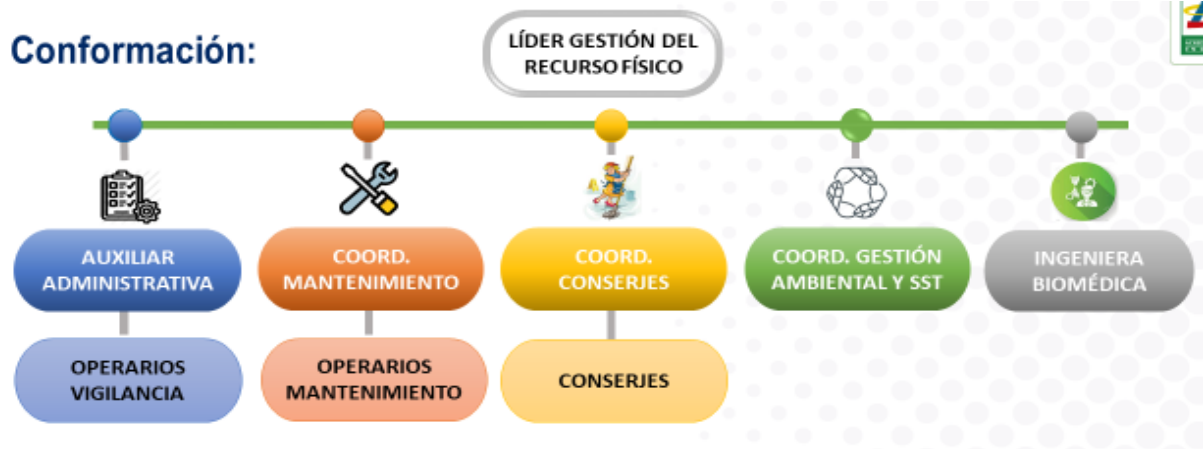 Conformación:
LÍDER GESTIÓN DEL
RECURSO FÍSICO
AUXILIAR
ADMINISTRATIVA
COORD.
MANTENIMIENTO
COORD.
CONSERJES
COORD. GESTIÓN
AMBIENTAL Y SST
INGENIERA
BIOMÉDICA
OPERARIOS
VIGILANCIA
OPERARIOS
MANTENIMIENTO
CONSERJES